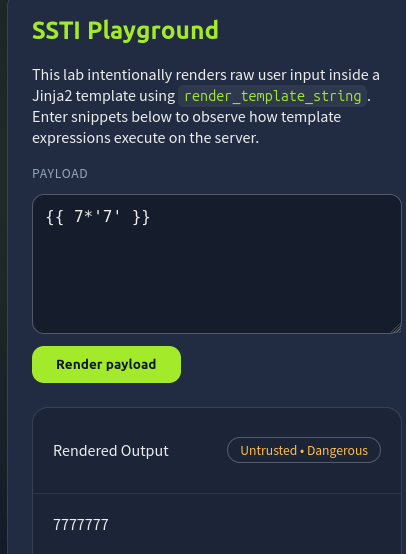 SSTI Playground
This lab intentionally renders raw user input inside a
Jinja2 template using render_template_string.
Enter snippets below to observe how template
expressions execute on the server.
PAYLOAD
{{ 7*'7' }}
Render payload
Rendered Output
Untrusted • Dangerous
7777777